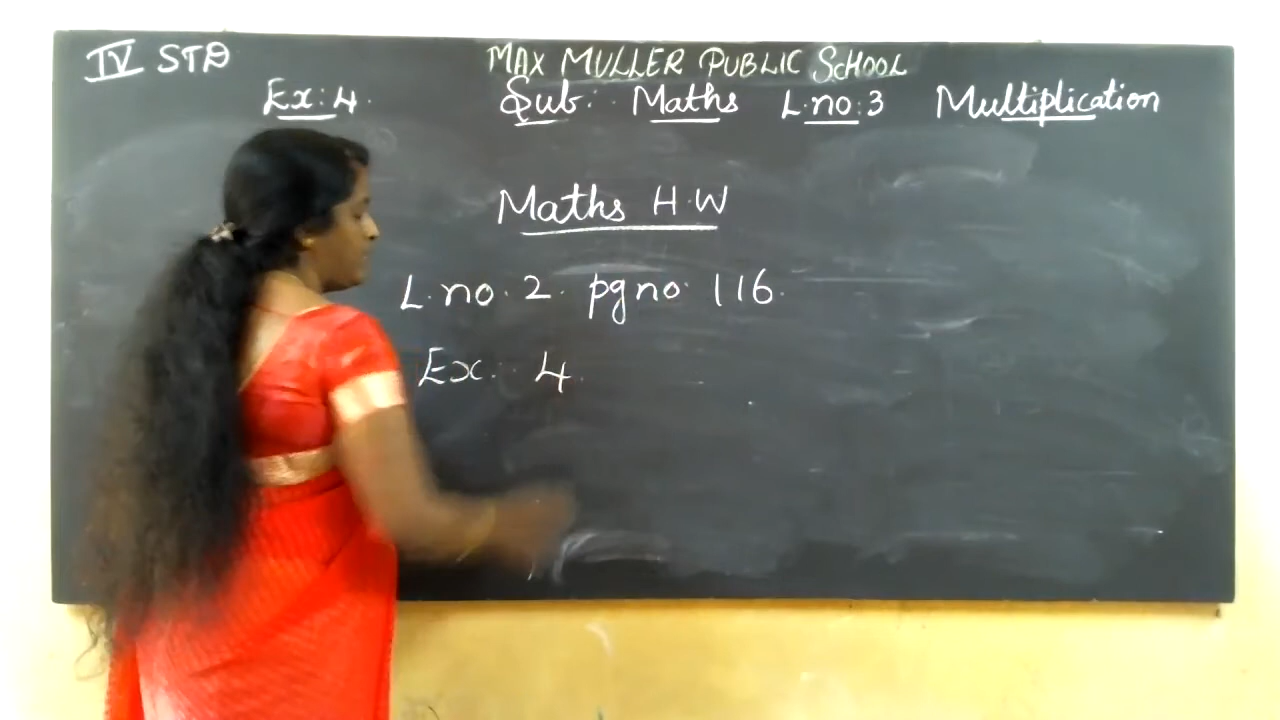 IV STD MAX MULLER PUBLIC SCHOOL
Ex: 4. Sub: Maths L.no: 3 Multiplication
Maths H.W
L.no. 2. pg no. 116.
Ex. 4.